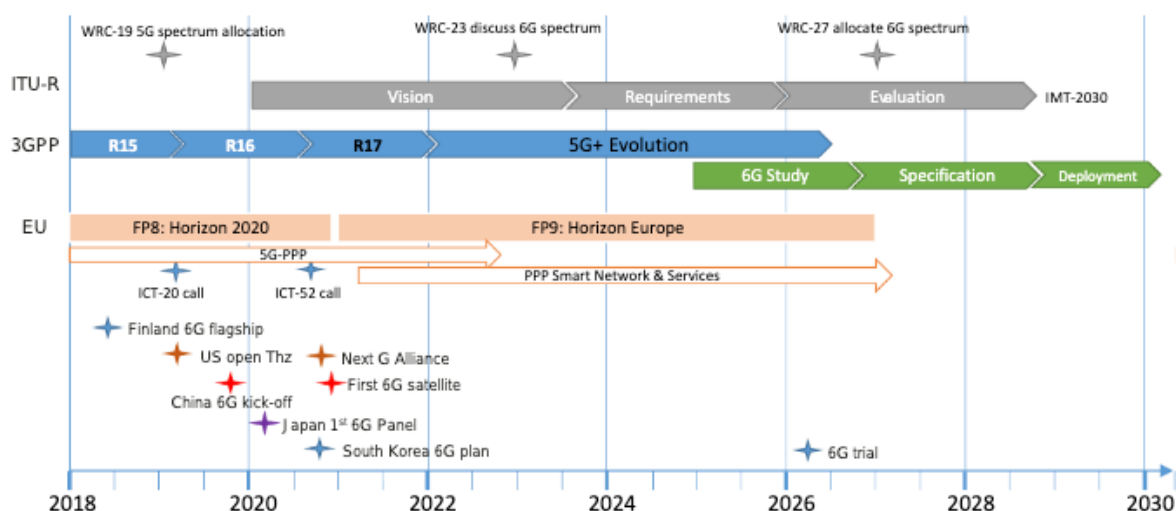 WRC-19 5G spectrum allocation
WRC-23 discuss 6G spectrum
WRC-27 allocate 6G spectrum
ITU-R
Vision
Requirements
Evaluation
IMT-2030
3GPP
R15
R16
R17
5G+ Evolution
6G Study
Specification
Deployment
EU
FP8: Horizon 2020
FP9: Horizon Europe
5G-PPP
PPP Smart Network & Services
ICT-20 call
ICT-52 call
Finland 6G flagship
US open Thz
Next G Alliance
First 6G satellite
China 6G kick-off
Japan 1st 6G Panel
South Korea 6G plan
6G trial
2018
2020
2022
2024
2026
2028
2030